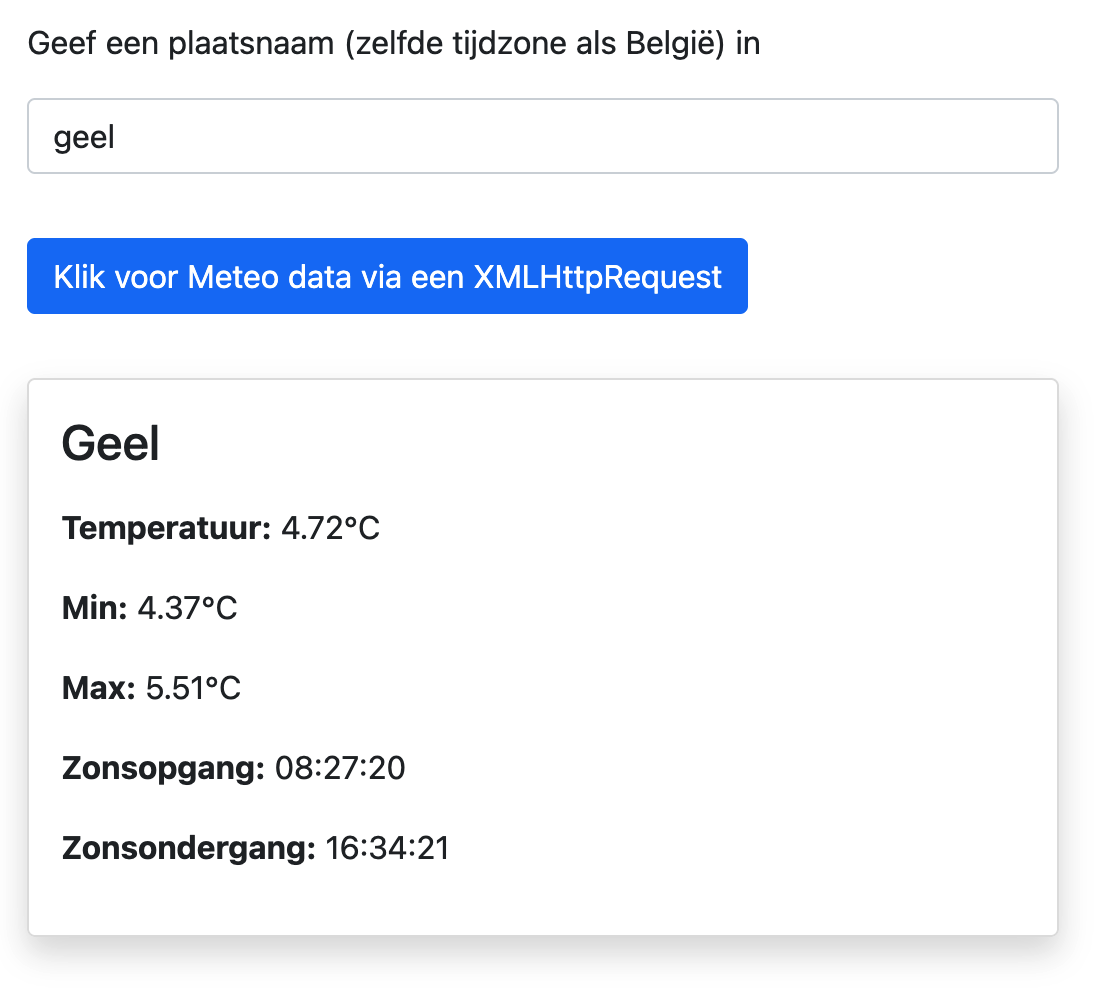 Geef een plaatsnaam (zelfde tijdzone als België) in
geel
Klik voor Meteo data via een XMLHttpRequest
Geel
Temperatuur: 4.72°C
Min: 4.37°C
Max: 5.51°C
Zonsopgang: 08:27:20
Zonsondergang: 16:34:21